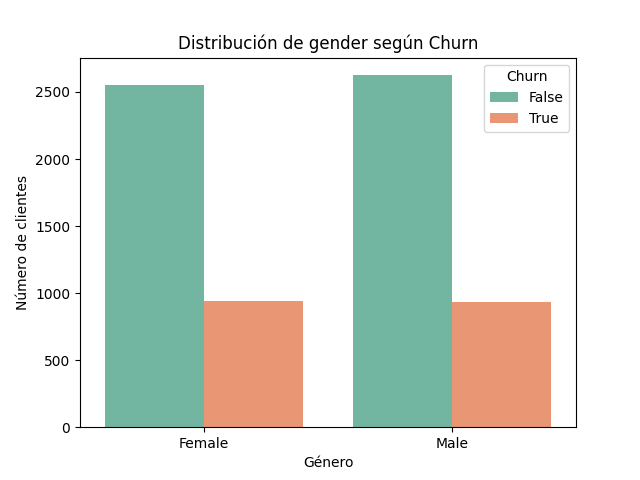 Distribución de gender según Churn
Churn
False
True
Número de clientes
2500
2000
1500
1000
500
0
Female
Male
Género